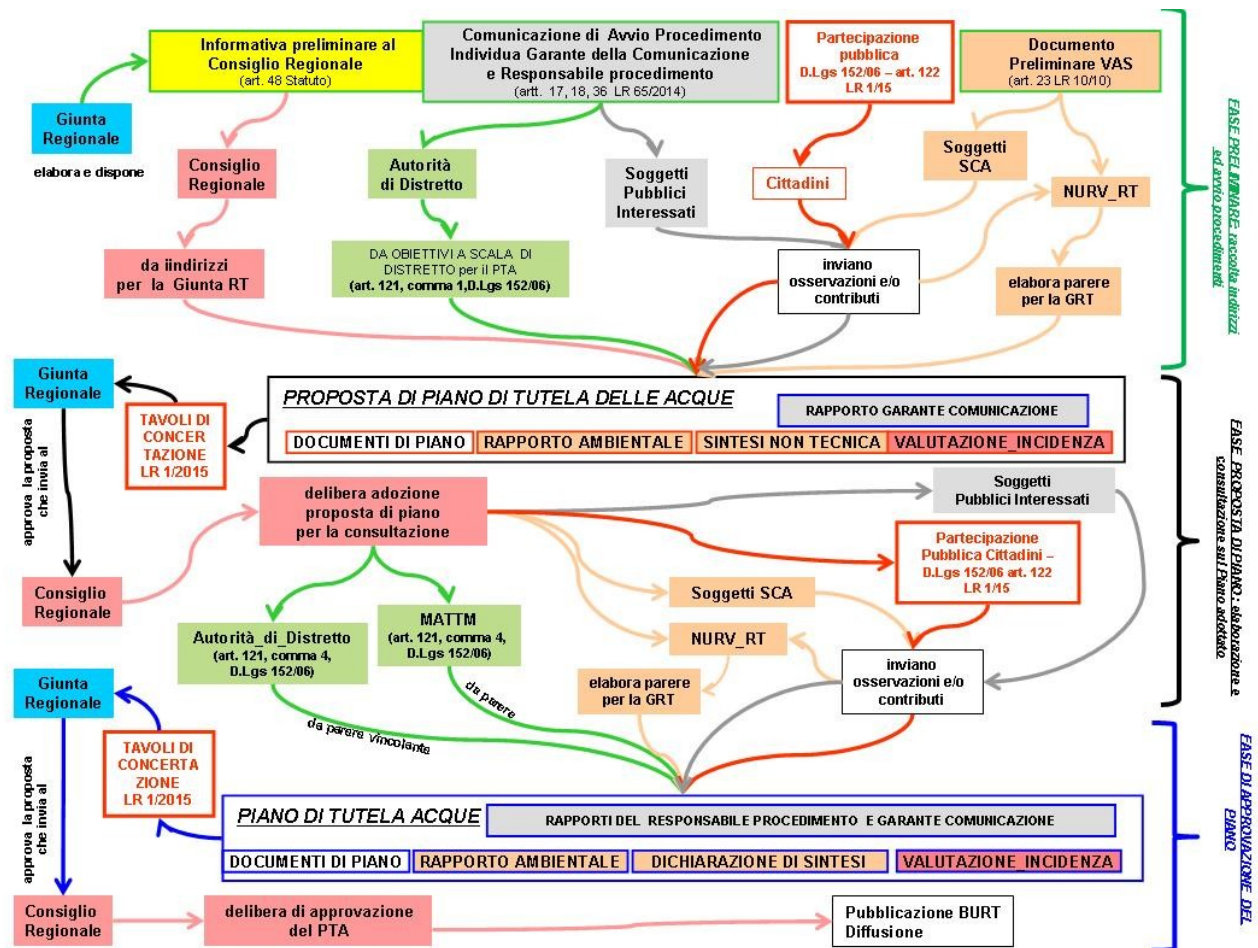 Informativa preliminare al
Consiglio Regionale
(art. 48 Statuto)
Comunicazione di Avvio Procedimento
Individua Garante della Comunicazione
e Responsabile procedimento
(artt. 17, 18, 36 LR 65/2014)
Partecipazione
pubblica
D.Lgs 152/06 – art. 122
LR 1/15
Documento
Preliminare VAS
(art. 23 LR 10/10)
Giunta
Regionale
elabora e dispone
Consiglio
Regionale
Autorità
di Distretto
Soggetti
Pubblici
Interessati
Cittadini
Soggetti
SCA
NURV_RT
da iindirizzi
per la Giunta RT
DA OBIETTIVI A SCALA DI
DISTRETTO per il PTA
(art. 121, comma 1,D.Lgs 152/06)
inviano
osservazioni e/o
contributi
elabora parere
per la GRT
FASE PRELIMINARE: raccolta indirizzi
ed avvio procedimenti
Giunta
Regionale
TAVOLI DI
CONCER
TAZIONE
LR 1/2015
approva la proposta
che invia al
PROPOSTA DI PIANO DI TUTELA DELLE ACQUE
RAPPORTO GARANTE COMUNICAZIONE
DOCUMENTI DI PIANO
RAPPORTO AMBIENTALE
SINTESI NON TECNICA
VALUTAZIONE_INCIDENZA
delibera adozione
proposta di piano
per la consultazione
Soggetti
Pubblici Interessati
Partecipazione
Pubblica Cittadini –
D.Lgs 152/06 art. 122
LR 1/15
Consiglio
Regionale
Soggetti SCA
NURV_RT
Autorità_di_Distretto
(art. 121, comma 4,
D.Lgs 152/06)
MATTM
(art. 121, comma 4,
D.Lgs 152/06)
elabora parere
per la GRT
inviano
osservazioni e/o
contributi
da parere
da parere vincolante
FASE PROPOSTA DI PIANO: elaborazione e
consultazione sul Piano adottato
Giunta
Regionale
TAVOLI DI
CONCERTA
ZIONE
LR 1/2015
approva la proposta
che invia al
PIANO DI TUTELA ACQUE
RAPPORTI DEL RESPONSABILE PROCEDIMENTO E GARANTE COMUNICAZIONE
DOCUMENTI DI PIANO
RAPPORTO AMBIENTALE
DICHIARAZIONE DI SINTESI
VALUTAZIONE_INCIDENZA
Consiglio
Regionale
delibera di approvazione
del PTA
Pubblicazione BURT
Diffusione
FASE DI APPROVAZIONE DEL
PIANO